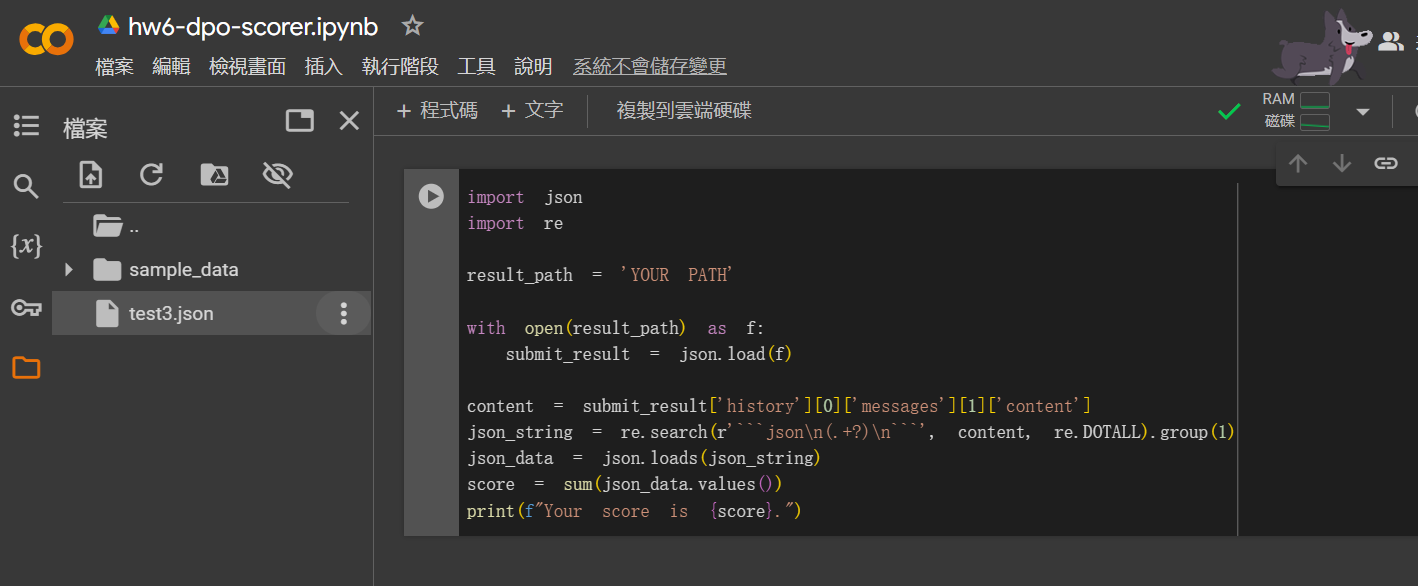 hw6-dpo-scorer.ipynb
檔案 編輯 檢視畫面 插入 執行階段 工具 說明 系統不會儲存變更
檔案
+ 程式碼 + 文字 複製到雲端硬碟
RAM
磁碟
{x}
..
sample_data
test3.json
import json
import re
result_path = 'YOUR PATH'
with open(result_path) as f:
    submit_result = json.load(f)
content = submit_result['history'][0]['messages'][1]['content']
json_string = re.search(r'```json\n(.+?)\n```', content, re.DOTALL).group(1)
json_data = json.loads(json_string)
score = sum(json_data.values())
print(f"Your score is {score}.")